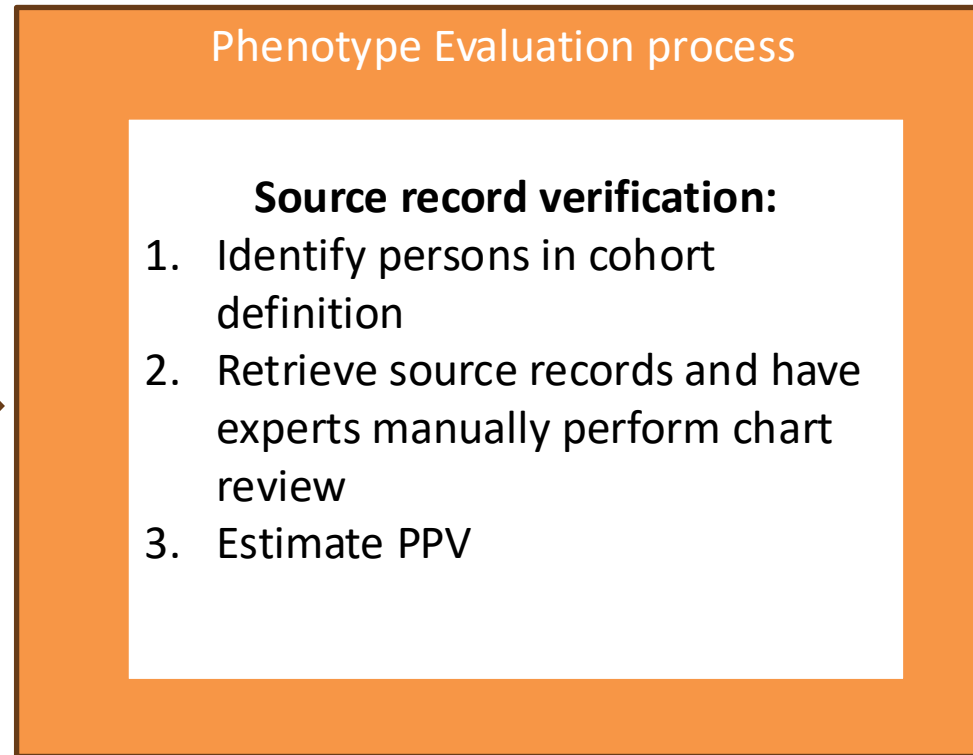 Phenotype Evaluation process
Source record verification:
1. Identify persons in cohort
definition
2. Retrieve source records and have
experts manually perform chart
review
3. Estimate PPV